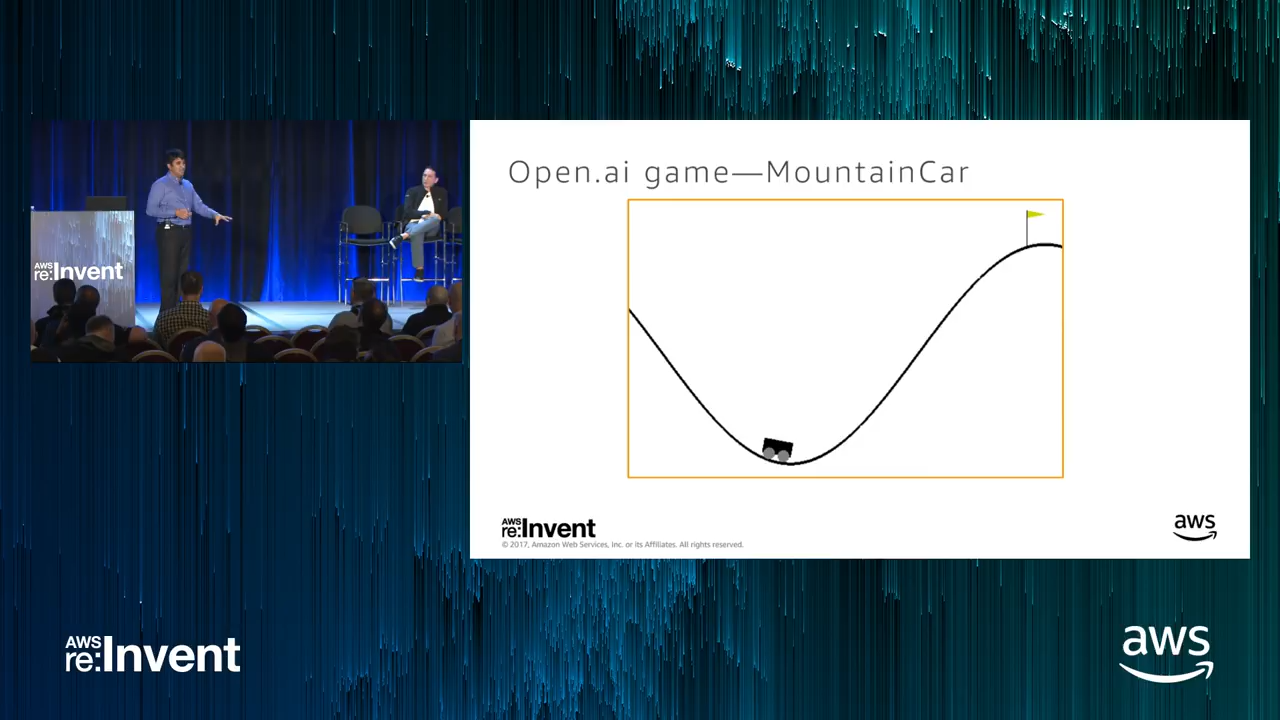 Open.ai game—MountainCar
AWS
re:Invent
AWS
re:Invent
© 2017, Amazon Web Services, Inc. or its Affiliates. All rights reserved.
aws
AWS
re:Invent
aws